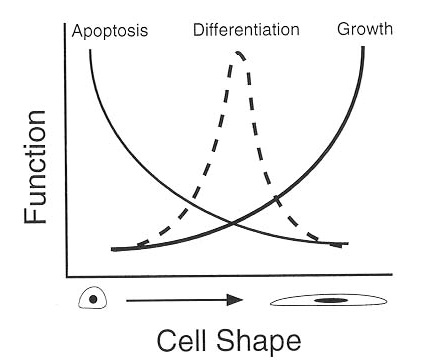 Apoptosis Differentiation Growth
Function
Cell Shape